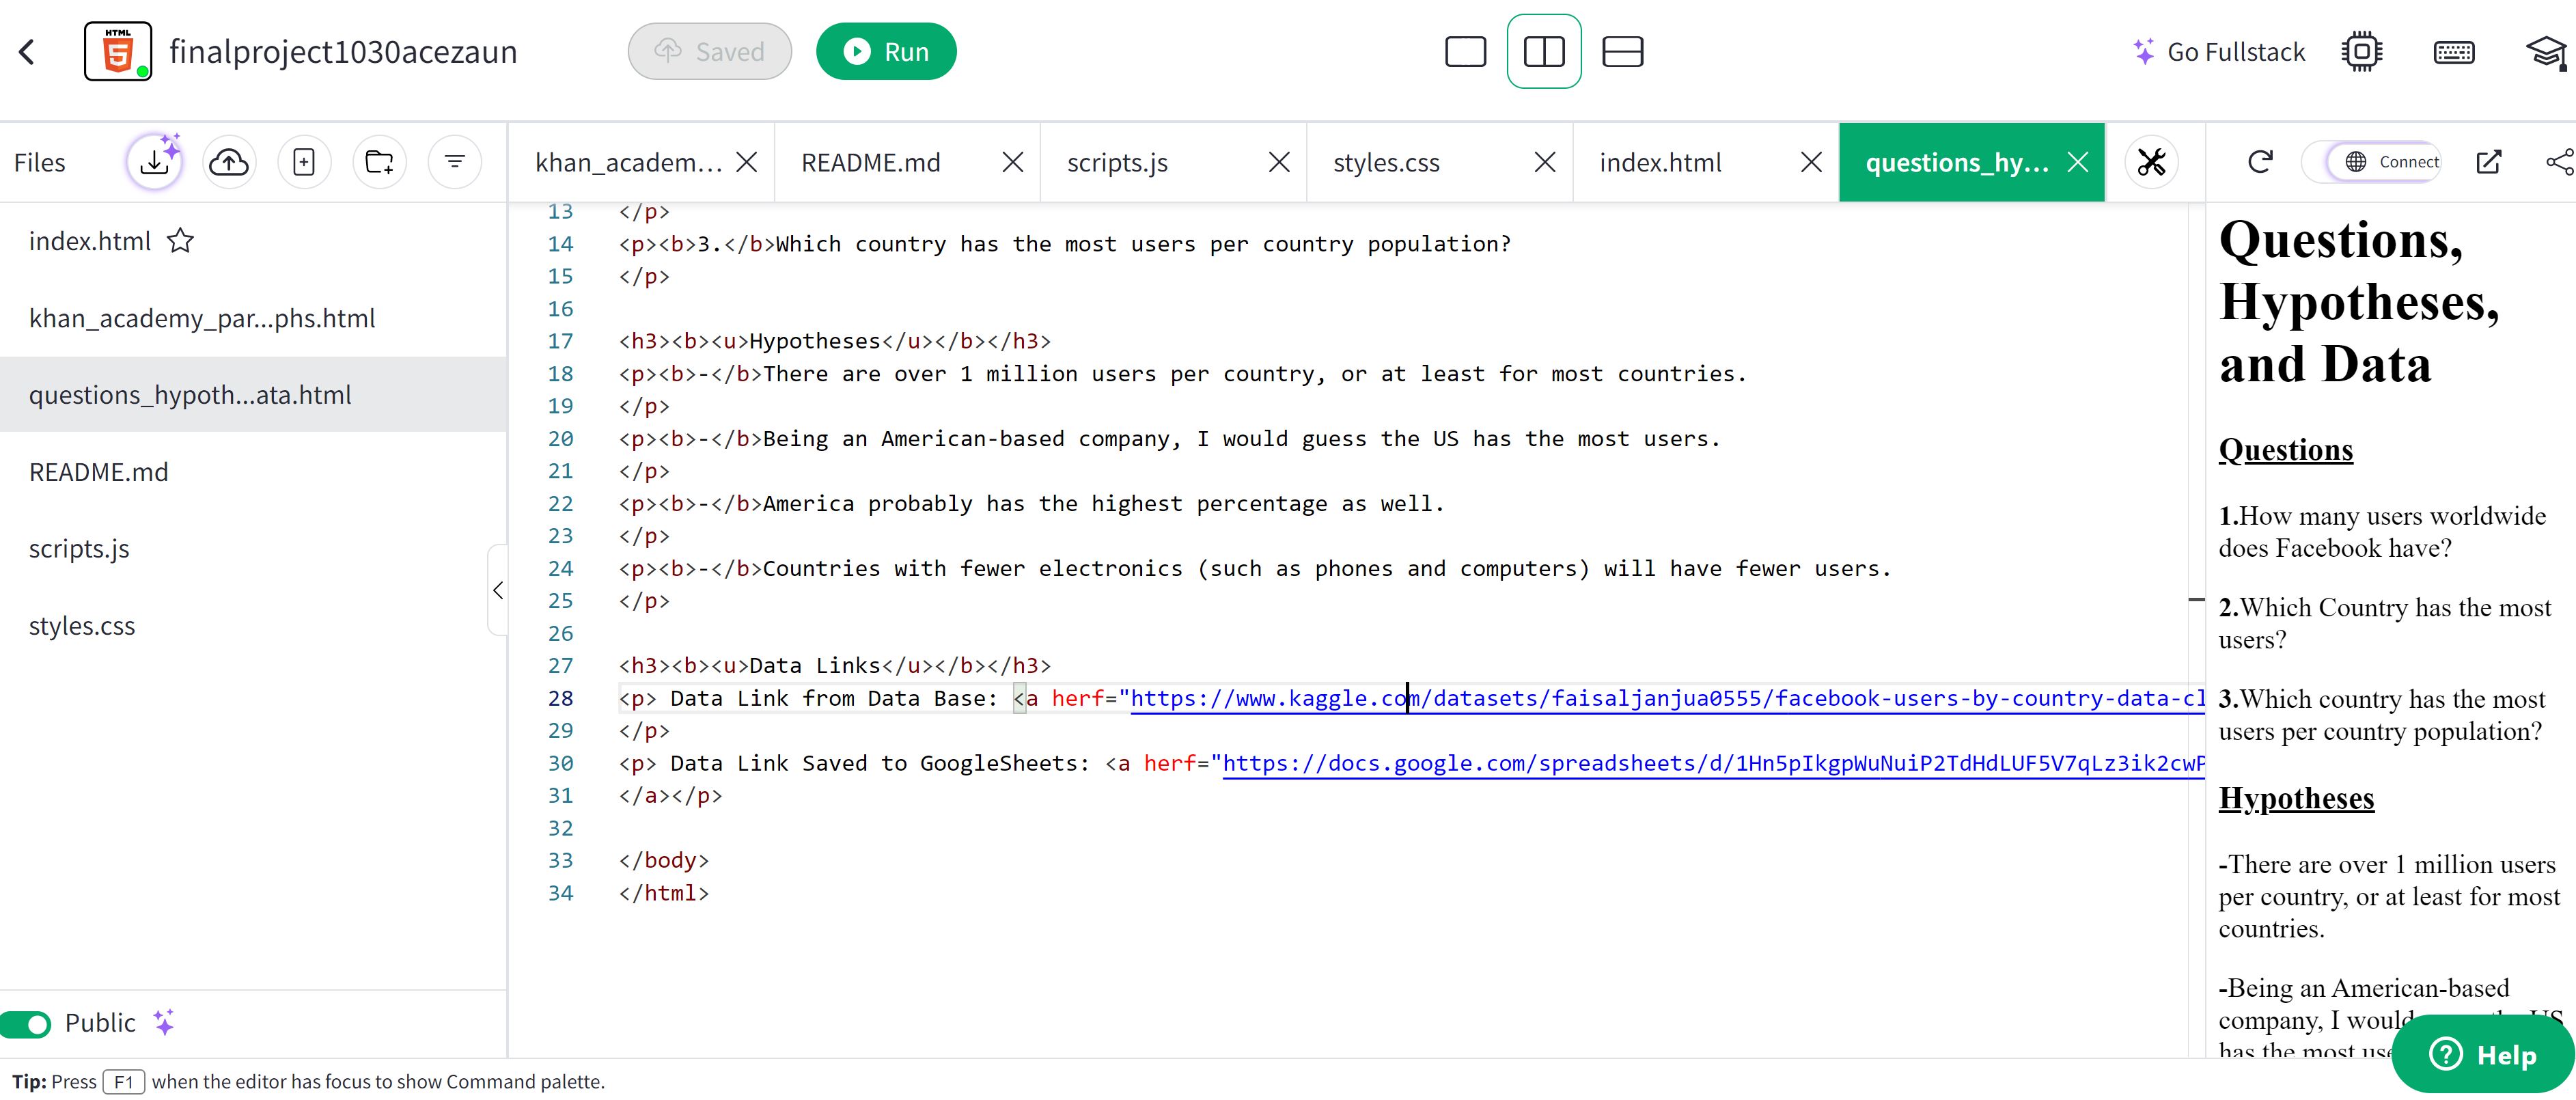 HTML
finalproject1030acezaun
Saved
Run
Go Fullstack
Files
khan_academ...
README.md
scripts.js
styles.css
index.html
questions_hy...
Connect
index.html
khan_academy_par...phs.html
questions_hypoth...ata.html
README.md
scripts.js
styles.css
Public
13 </p>
14 <p><b>3.</b>Which country has the most users per country population?
15 </p>
16
17 <h3><b><u>Hypotheses</u></b></h3>
18 <p><b>-</b>There are over 1 million users per country, or at least for most countries.
19 </p>
20 <p><b>-</b>Being an American-based company, I would guess the US has the most users.
21 </p>
22 <p><b>-</b>America probably has the highest percentage as well.
23 </p>
24 <p><b>-</b>Countries with fewer electronics (such as phones and computers) will have fewer users.
25 </p>
26
27 <h3><b><u>Data Links</u></b></h3>
28 <p> Data Link from Data Base: <a herf="https://www.kaggle.com/datasets/faisaljanjua0555/facebook-users-by-country-data-cl
29 </p>
30 <p> Data Link Saved to GoogleSheets: <a herf="https://docs.google.com/spreadsheets/d/1Hn5pIkgpWuNuiP2TdHdLUF5V7qLz3ik2cwP
31 </a></p>
32
33 </body>
34 </html>
Questions,
Hypotheses,
and Data
Questions
1.How many users worldwide
does Facebook have?
2.Which Country has the most
users?
3.Which country has the most
users per country population?
Hypotheses
-There are over 1 million users
per country, or at least for most
countries.
-Being an American-based
company, I would US
has the most use
Help
Tip: Press F1 when the editor has focus to show Command palette.